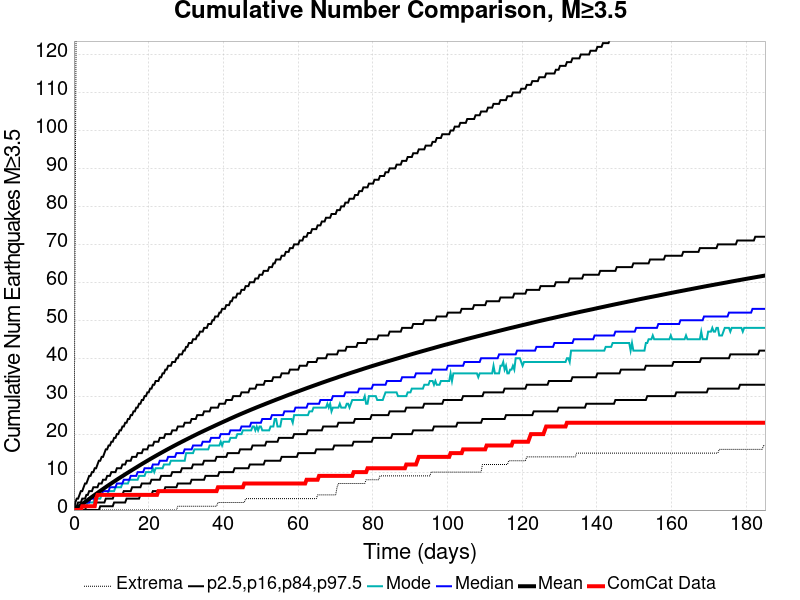 Cumulative Number Comparison, M≥3.5
Cumulative Num Earthquakes M≥3.5
120
110
100
90
80
70
60
50
40
30
20
10
0
0 20 40 60 80 100 120 140 160 180
Time (days)
Extrema p2.5,p16,p84,p97.5 Mode Median Mean ComCat Data